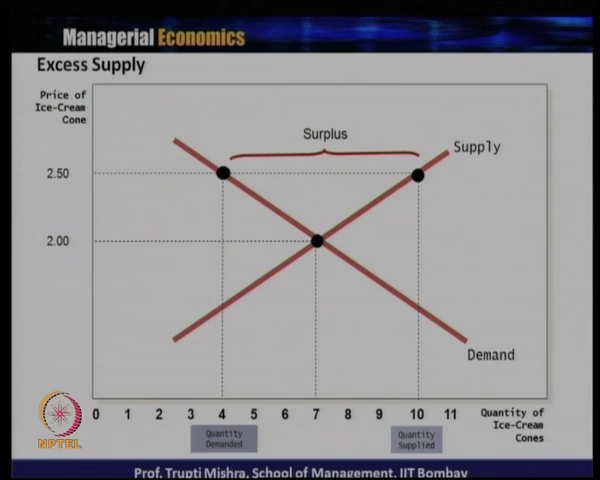 Managerial Economics
Excess Supply
Price of
Ice-Cream
Cone
Surplus
Supply
2.50
2.00
Demand
0 1 2 3 4 5 6 7 8 9 10 11
Quantity of
Ice-Cream
Cones
Quantity
Demanded
Quantity
Supplied
NPTEL
Prof. Trupti Mishra, School of Management, IIT Bombay